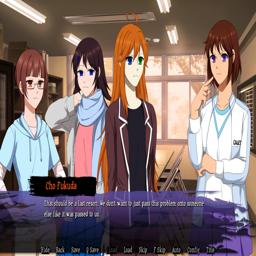 Cho Fukuda
That should be a last resort. We don't want to just pass this problem onto someone
else like it was passed to us.
Hide Back Save Q.Save Load Skip F.Skip Auto Config Title